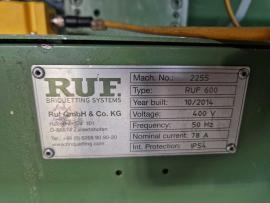 RUF
BRIQUETTING SYSTEMS
Ruf GmbH & Co. KG
Mach. No.: 2255
Type: RUF 600
Year built: 10/2014
Voltage: 400 V
Frequency: 50 Hz
Nominal current: 78 A
Int. Protection: IP54
www.briquetting.com